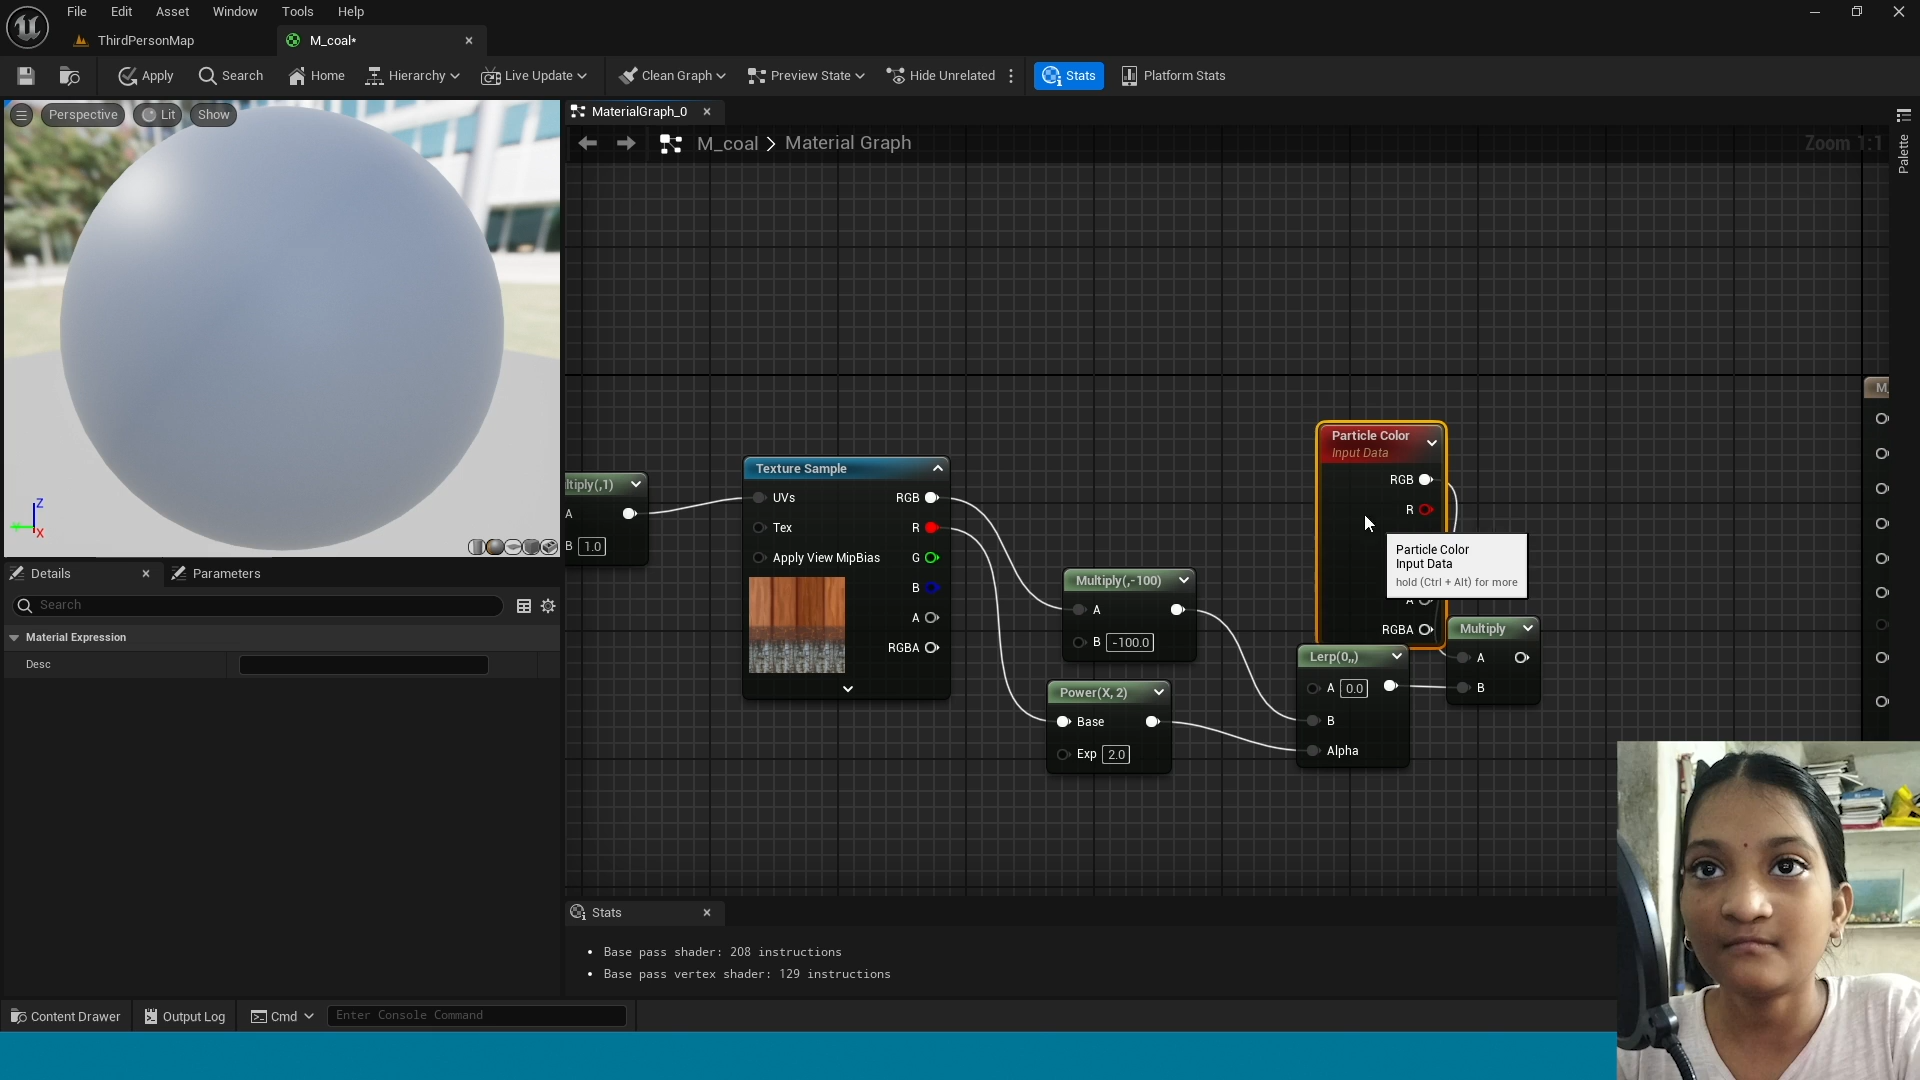 File Edit Asset Window Tools Help
ThirdPersonMap
M_coal*
Apply Search Home Hierarchy Live Update Clean Graph Preview State Hide Unrelated Stats Platform Stats
Perspective Lit Show
MaterialGraph_0
M_coal > Material Graph
Zoom 1:1
Palette
Z
X
Details
Parameters
Search
Material Expression
Desc
ltiply(,1)
A
B 1.0
Texture Sample
UVs RGB
Tex R
Apply View MipBias G
B
A
RGBA
Multiply(,-100)
A
B -100.0
Power(X, 2)
Base
Exp 2.0
Particle Color
Input Data
RGB
R
A
RGBA
Particle Color
Input Data
hold (Ctrl + Alt) for more
Lerp(0,,)
A 0.0
B
Alpha
Multiply
A
B
M_
Stats
Base pass shader: 208 instructions
Base pass vertex shader: 129 instructions
Content Drawer Output Log Cmd Enter Console Command